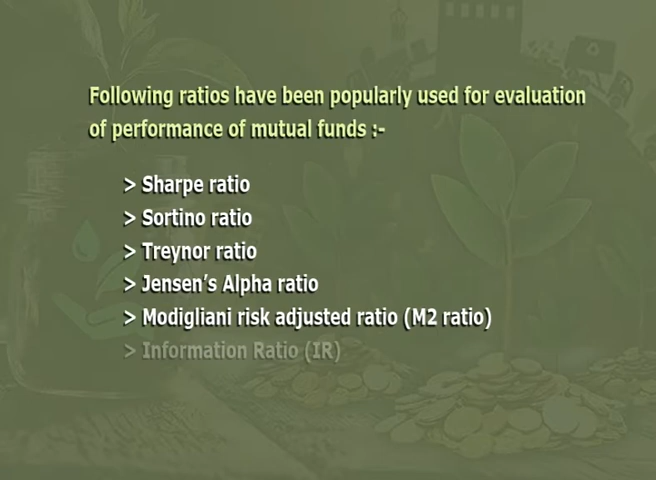 Following ratios have been popularly used for evaluation
of performance of mutual funds :-
> Sharpe ratio
> Sortino ratio
> Treynor ratio
> Jensen's Alpha ratio
> Modigliani risk adjusted ratio (M2 ratio)
> Information Ratio (IR)